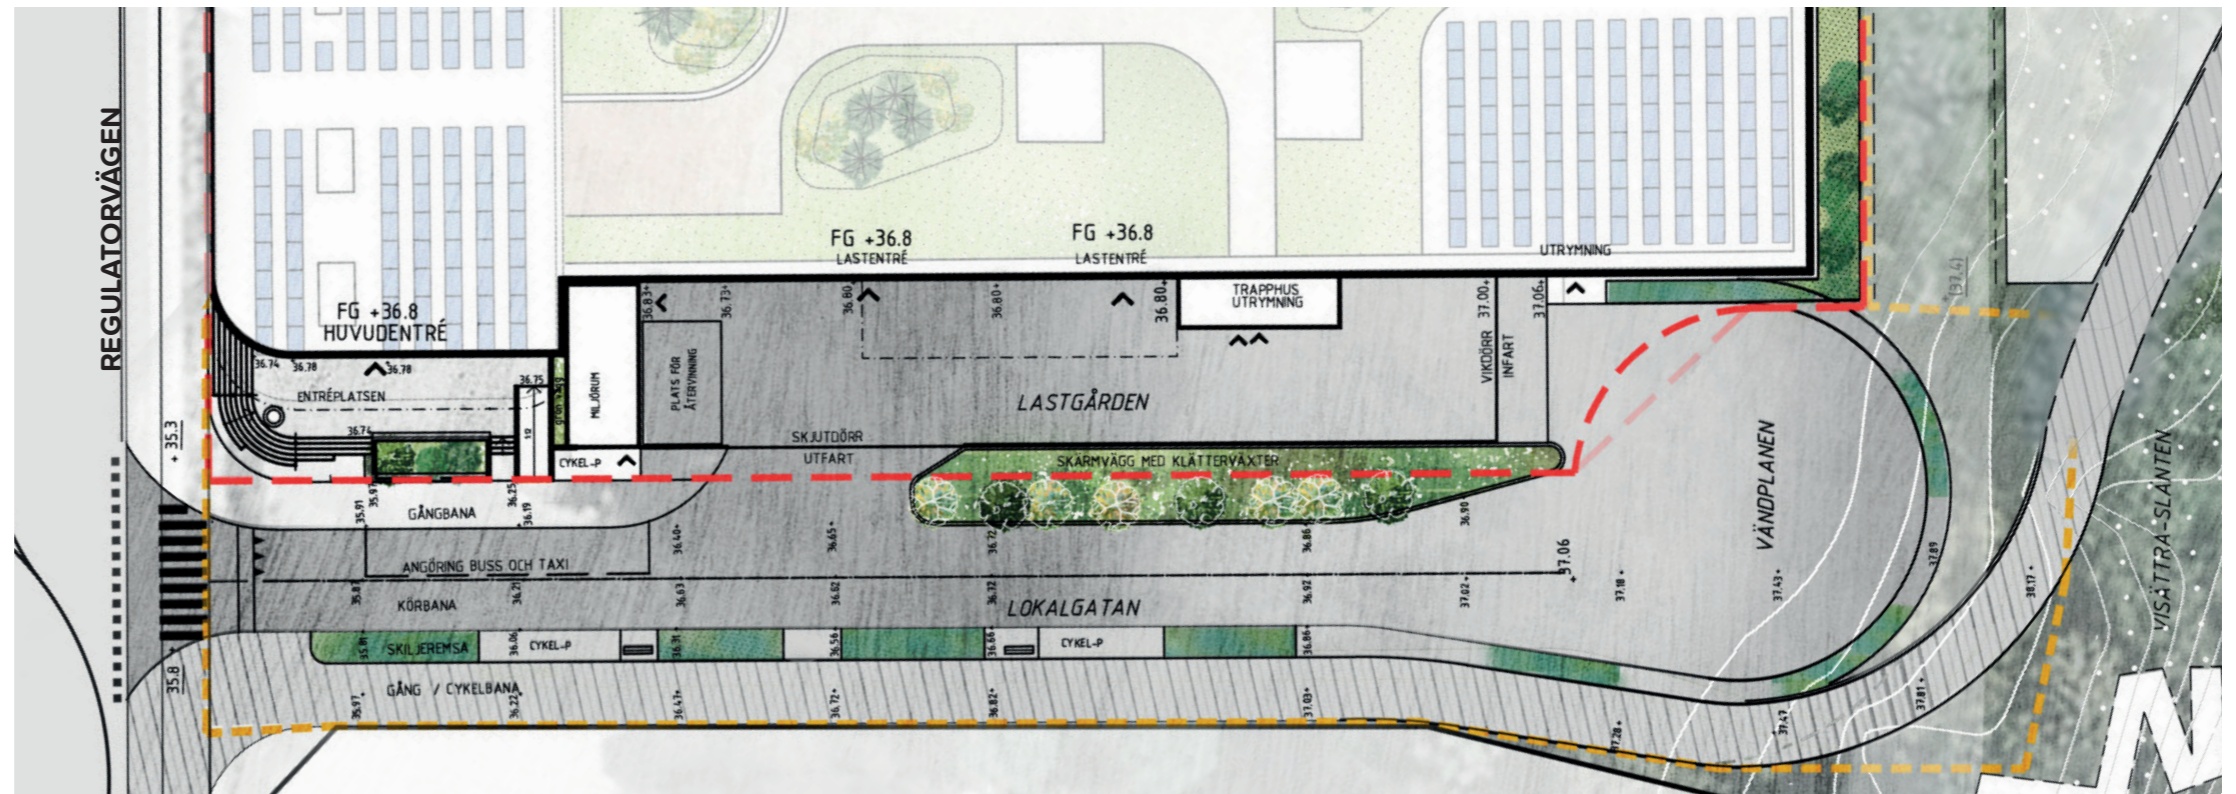 REGULATORVÄGEN
FG +36.8
HUVUDENTRÉ
FG +36.8
LASTENTRÉ
FG +36.8
LASTENTRÉ
UTRYMNING
(37.4)
36.83+
36.73+
36.80+
36.80+
36.80+
TRAPPHUS
UTRYMNING
37.00+
37.06+
36.74
36.78
36.78
36.75
ENTRÉPLATSEN
36.74
1:12
MILJÖRUM
PLATS FÖR
ÅTERVINNING
LASTGÅRDEN
VIKDÖRR
INFART
VÄNDPLANEN
VISÄTTRA-SLÄNTEN
+ 35.3
SKJUTDÖRR
UTFART
CYKEL-P
SKÄRMVÄGG MED KLÄTTERVÄXTER
35.91
35.97
36.25
36.19
GÅNGBANA
36.40+
36.65+
36.72
36.86
36.90
37.06
37.89
ANGÖRING BUSS OCH TAXI
35.87
36.21
36.63
36.62
36.72
36.92+
37.02+
37.18+
37.43+
38.17+
KÖRBANA
LOKALGATAN
35.8
35.81
SKILJEREMSA
36.06
CYKEL-P
36.31
36.56+
36.66
CYKEL-P
36.86
GÅNG / CYKELBANA
35.97
36.22
36.47+
36.72+
36.82+
37.03+
37.28+
37.47
37.81+
N